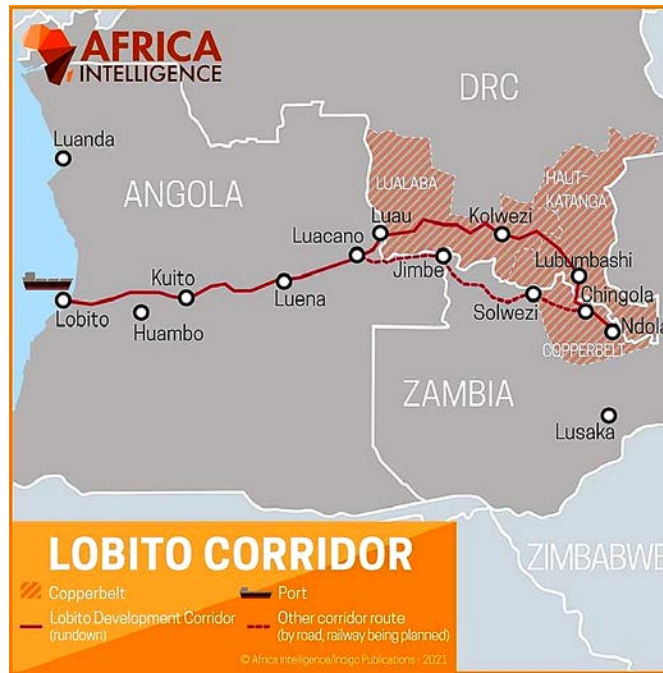 AFRICA
INTELLIGENCE
DRC
Luanda
ANGOLA
LUALABA
HAUT-
KATANGA
Luau
Kolwezi
Luacano
Lubumbashi
Kuito
Jimbe
Chingola
Luena
Solwezi
Lobito
Huambo
Ndola
COPPERBELT
ZAMBIA
Lusaka
LOBITO CORRIDOR
ZIMBABWE
Copperbelt
Port
Lobito Development Corridor
(rundown)
Other corridor route
(by road, railway being planned)
© Africa Intelligence/Indigo Publications - 2021